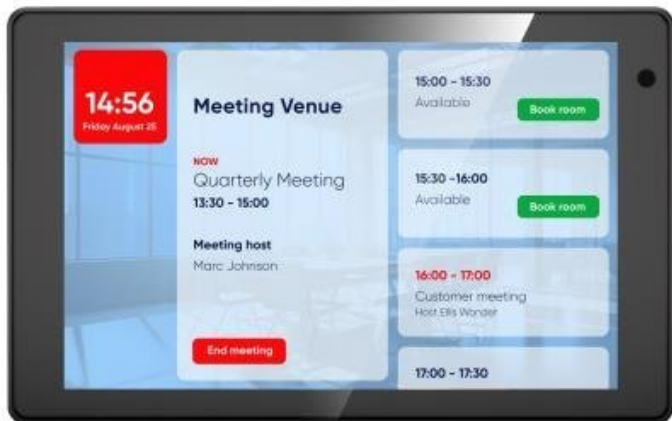 14:56
Friday August 25
Meeting Venue
NOW
Quarterly Meeting
13:30 - 15:00
Meeting host
Marc Johnson
End meeting
15:00 - 15:30
Available
Book room
15:30 -16:00
Available
Book room
16:00 - 17:00
Customer meeting
Host Ellis Wonder
17:00 - 17:30